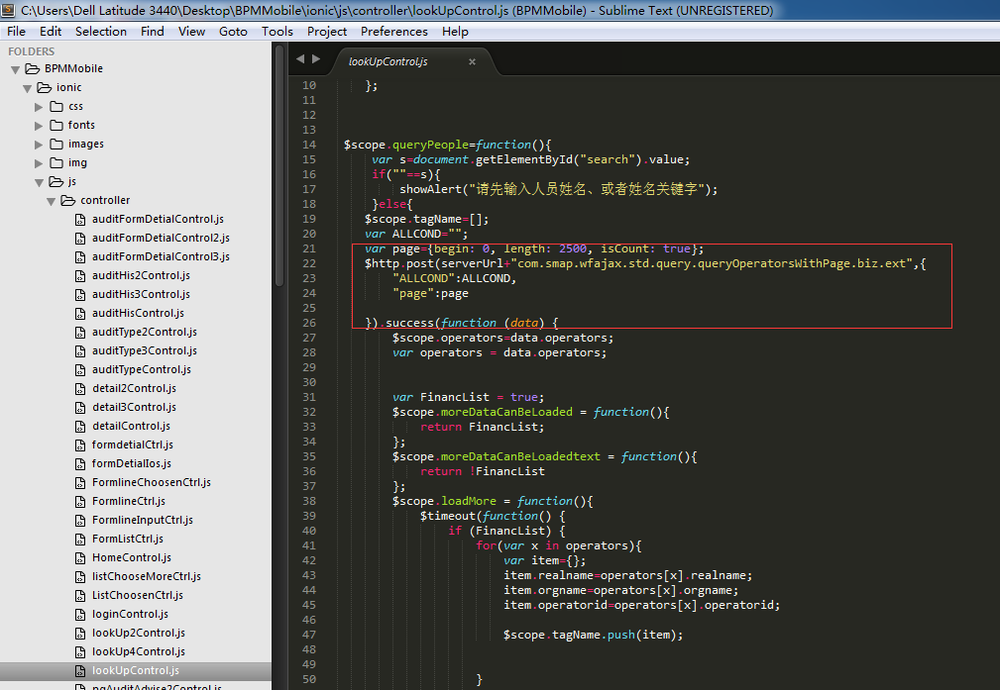 C:\Users\Dell Latitude 3440\Desktop\BPMMobile\ionic\js\controller\lookUpControl.js (BPMMobile) - Sublime Text (UNREGISTERED)
File Edit Selection Find View Goto Tools Project Preferences Help
FOLDERS
BPMMobile
ionic
css
fonts
images
img
js
controller
auditFormDetialControl.js
auditFormDetialControl2.js
auditFormDetialControl3.js
auditHis2Control.js
auditHis3Control.js
auditHisControl.js
auditType2Control.js
auditType3Control.js
auditTypeControl.js
detail2Control.js
detail3Control.js
detailControl.js
formdetialCtrl.js
formDetialIos.js
FormlineChoosenCtrl.js
FormlineCtrl.js
FormlineInputCtrl.js
FormListCtrl.js
HomeControl.js
listChooseMoreCtrl.js
ListChoosenCtrl.js
loginControl.js
lookUp2Control.js
lookUp4Control.js
lookUpControl.js
pgAuditAdvise2Control.js
lookUpControl.js ×
10 };
11
12
13
14 $scope.queryPeople=function(){
15 var s=document.getElementById("search").value;
16 if(""==s){
17 showAlert("请先输入人员姓名、或者姓名关键字");
18 }else{
19 $scope.tagName=[];
20 var ALLCOND="";
21 var page={begin: 0, length: 2500, isCount: true};
22 $http.post(serverUrl+"com.smap.wfajax.std.query.queryOperatorsWithPage.biz.ext",{
23 "ALLCOND":ALLCOND,
24 "page":page
25
26 }).success(function (data) {
27 $scope.operators=data.operators;
28 var operators = data.operators;
29
30
31 var FinancList = true;
32 $scope.moreDataCanBeLoaded = function(){
33 return FinancList;
34 };
35 $scope.moreDataCanBeLoadedtext = function(){
36 return !FinancList
37 };
38 $scope.loadMore = function(){
39 $timeout(function() {
40 if (FinancList) {
41 for(var x in operators){
42 var item={};
43 item.realname=operators[x].realname;
44 item.orgname=operators[x].orgname;
45 item.operatorid=operators[x].operatorid;
46
47 $scope.tagName.push(item);
48
49
50 }